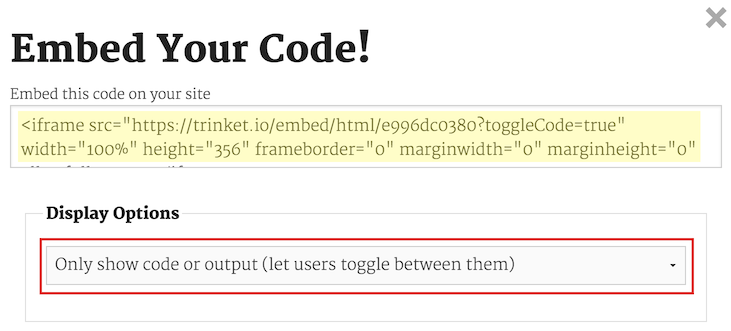 Embed Your Code!
Embed this code on your site
<iframe src="https://trinket.io/embed/html/e996dc0380?toggleCode=true"
width="100%" height="356" frameborder="0" marginwidth="0" marginheight="0"
Display Options
Only show code or output (let users toggle between them)